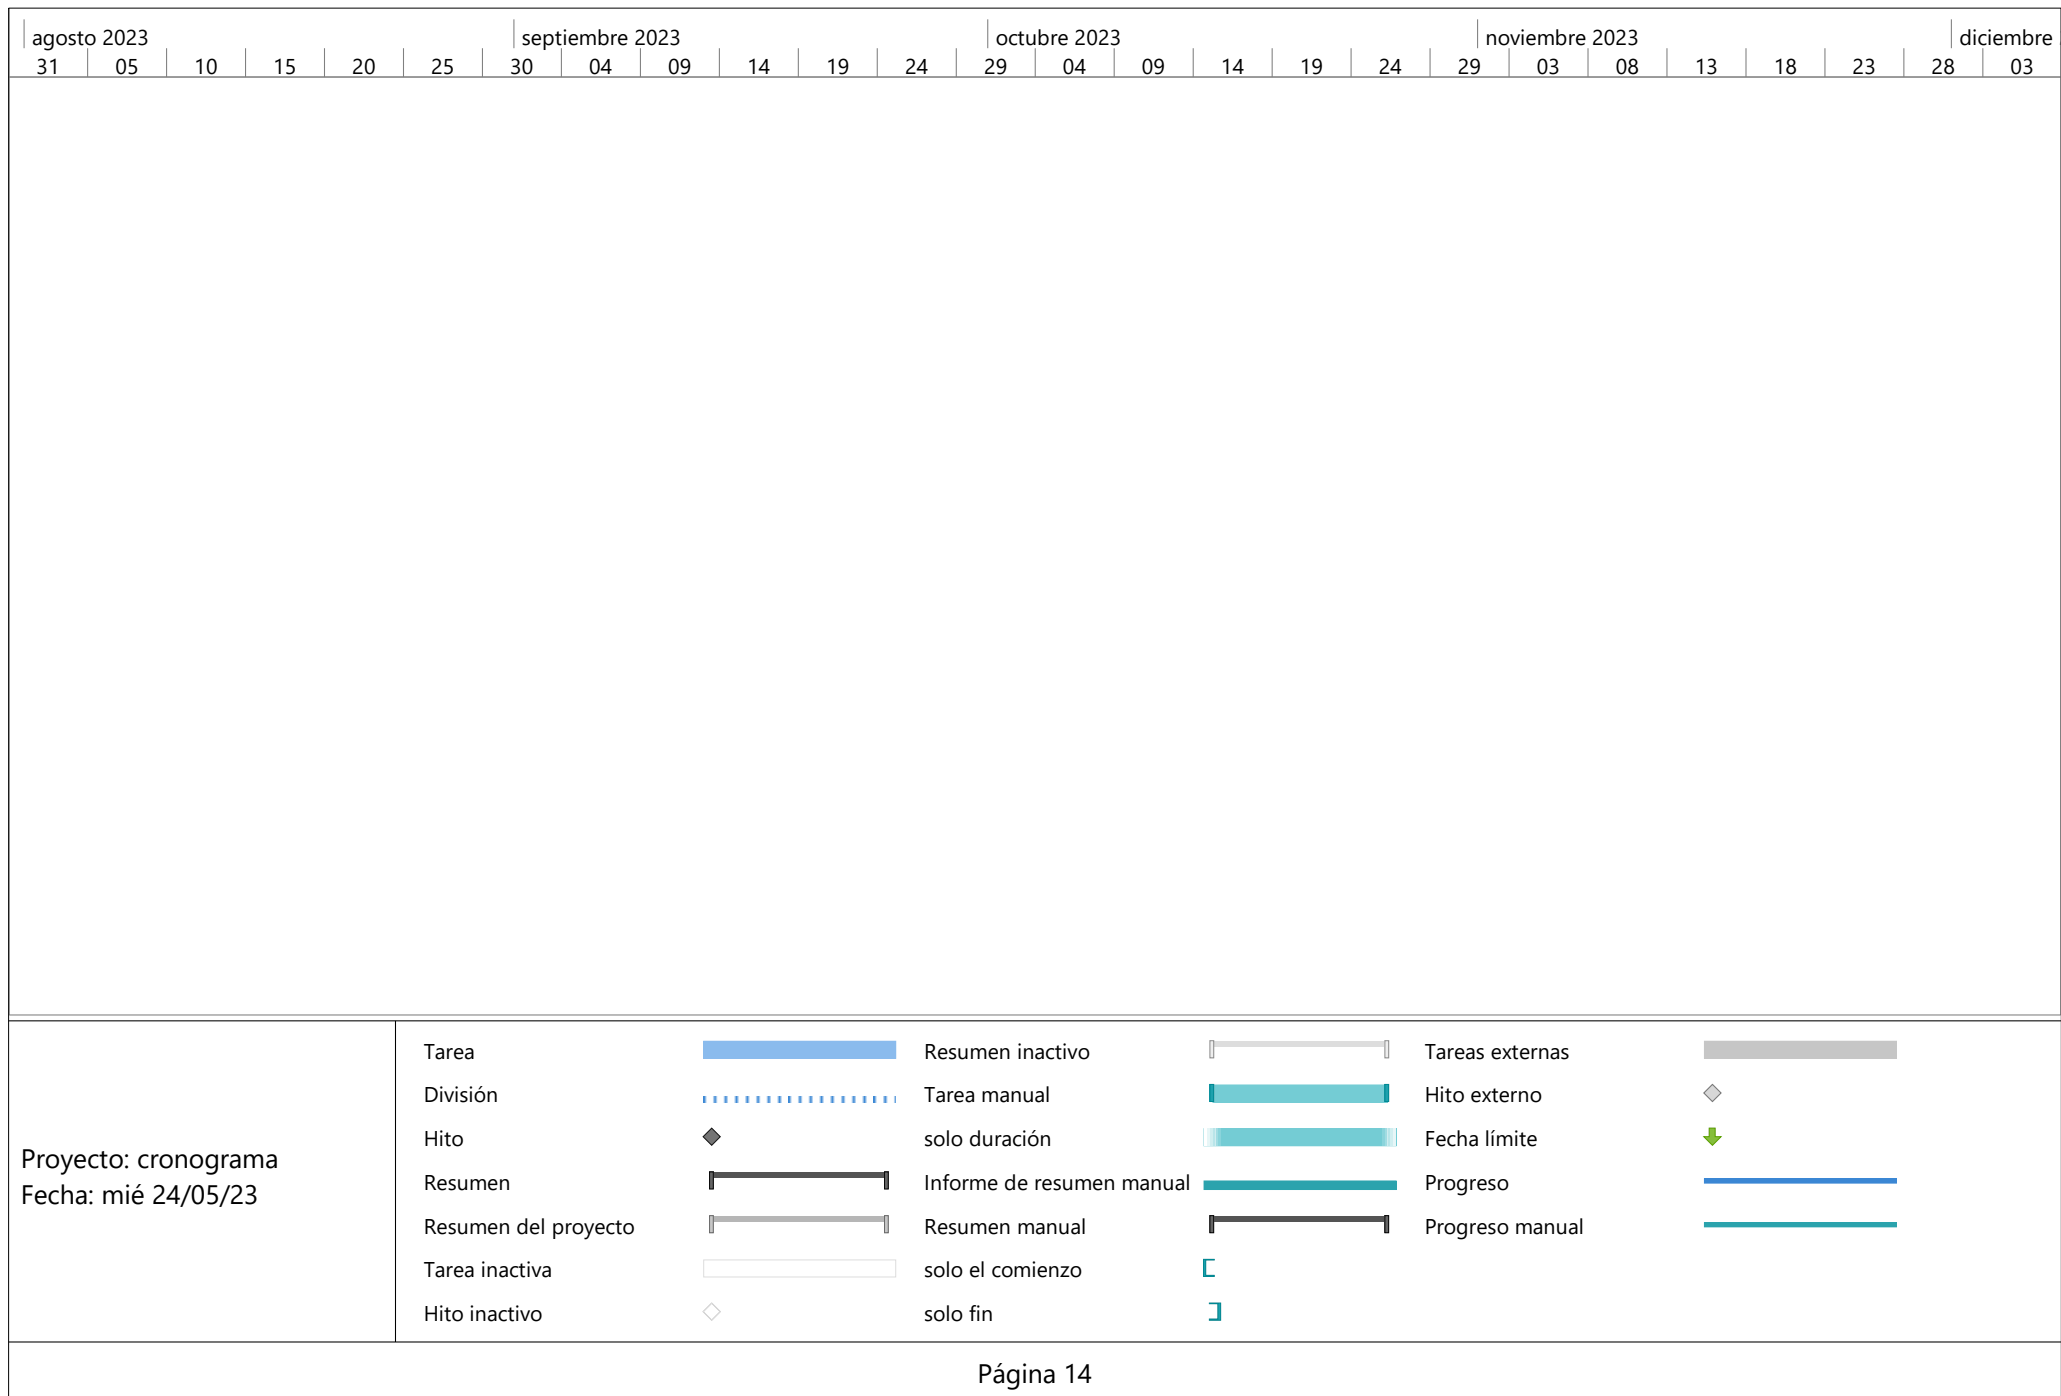 agosto 2023 septiembre 2023 octubre 2023 noviembre 2023 diciembre
31 05 10 15 20 25 30 04 09 14 19 24 29 04 09 14 19 24 29 03 08 13 18 23 28 03
Proyecto: cronograma
Fecha: mié 24/05/23
Tarea
División
Hito
Resumen
Resumen del proyecto
Tarea inactiva
Hito inactivo
Resumen inactivo
Tarea manual
solo duración
Informe de resumen manual
Resumen manual
solo el comienzo
solo fin
Tareas externas
Hito externo
Fecha límite
Progreso
Progreso manual
Página 14